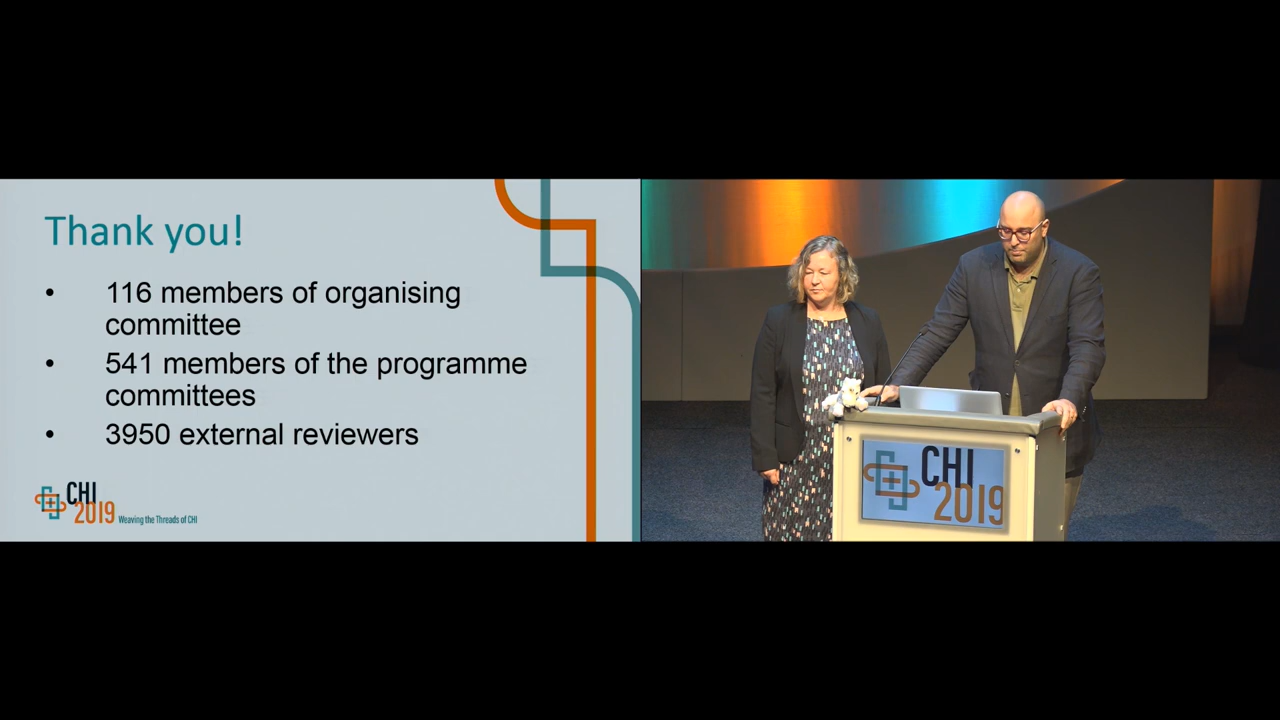 Thank you!
• 116 members of organising
committee
• 541 members of the programme
committees
• 3950 external reviewers
CHI
2019 Weaving the Threads of CHI
CHI
2019